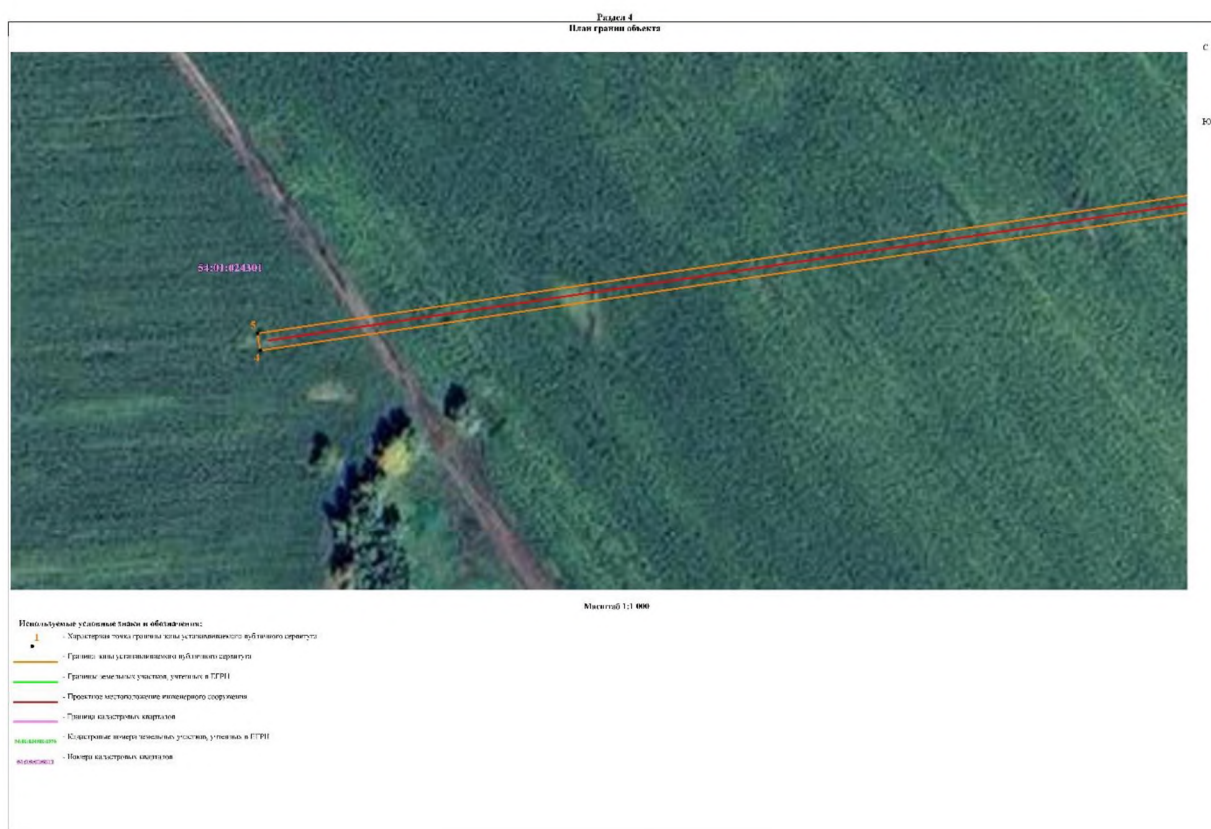 Раздел 4
План границ объекта
С
Ю
54:01:024301
5
4
Масштаб 1:1 000
Используемые условные знаки и обозначения:
1
- Характерная точка границы зоны устанавливаемого публичного сервитута
- Граница зоны устанавливаемого публичного сервитута
- Границы земельных участков, учтенных в ЕГРН
- Проектное местоположение инженерного сооружения
- Граница кадастровых кварталов
- Кадастровые номера земельных участков, учтенных в ЕГРН
- Номера кадастровых кварталов